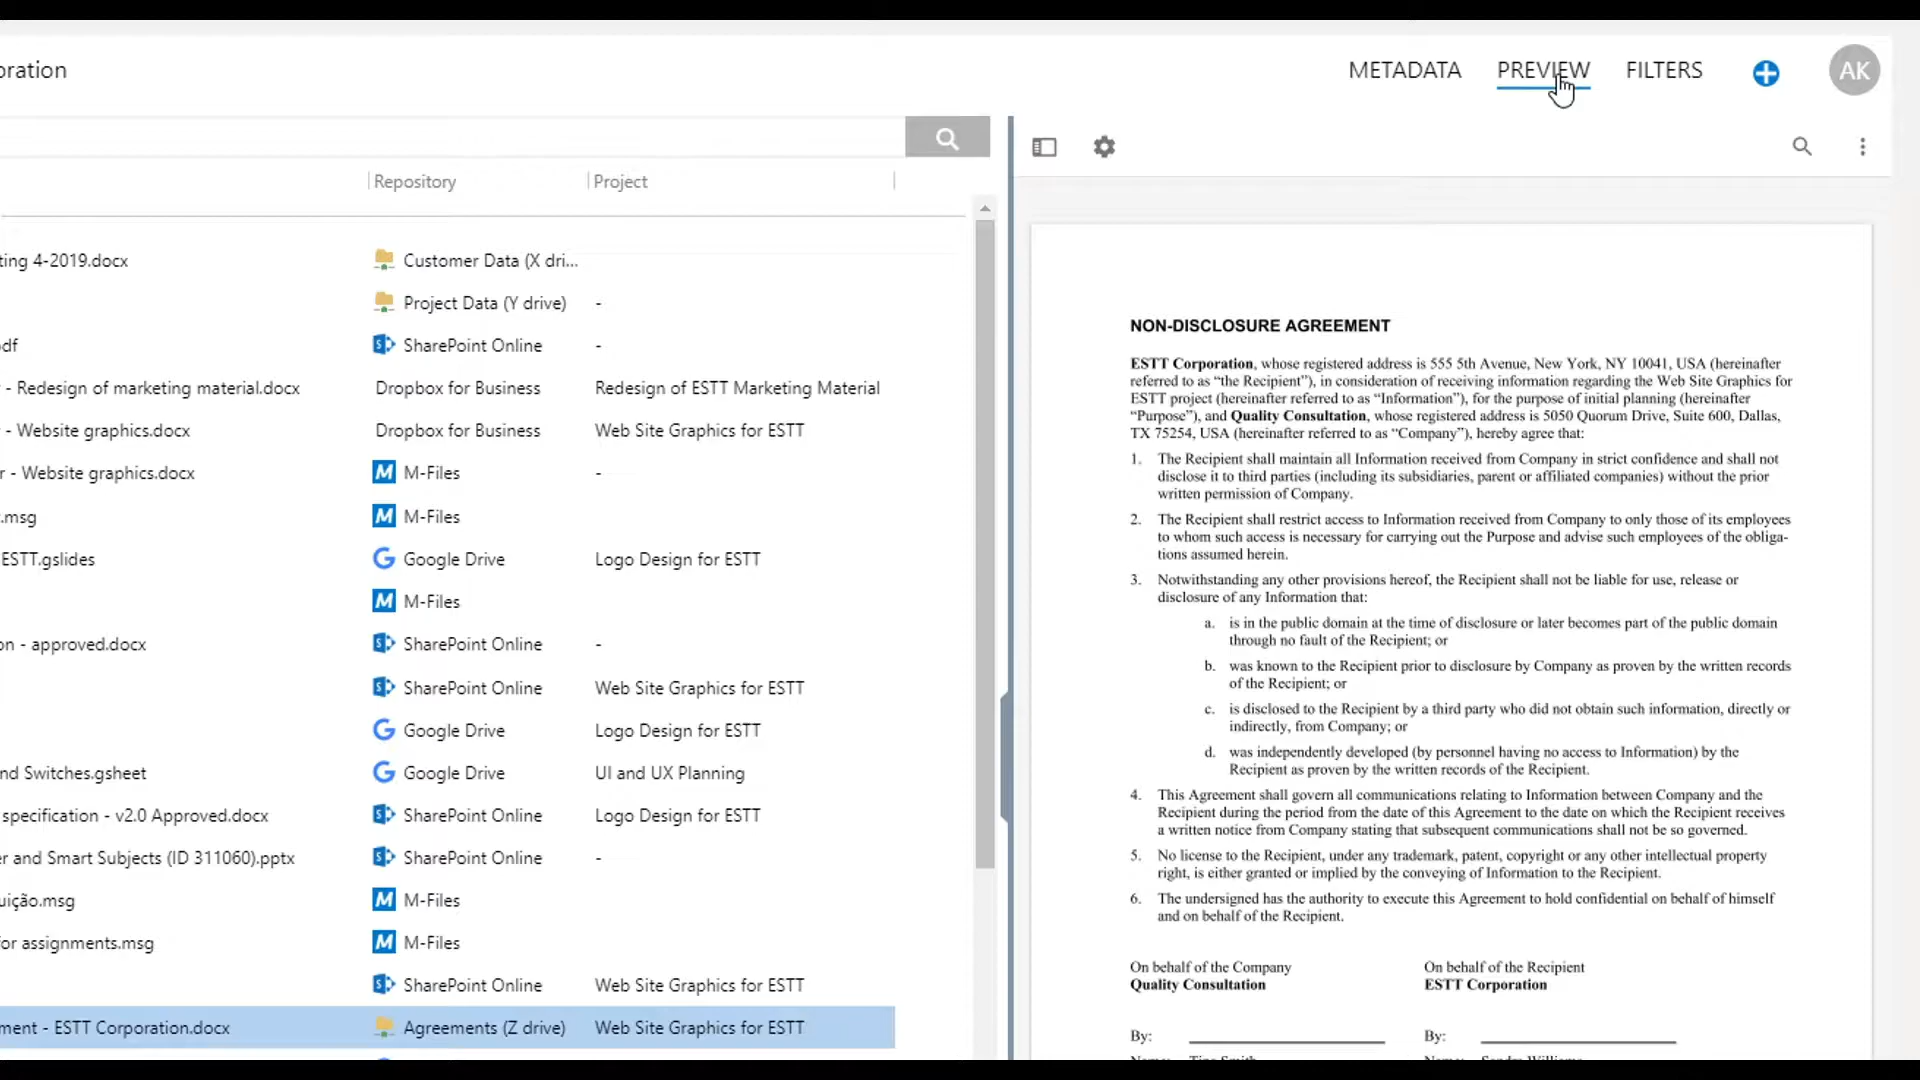 oration
METADATA PREVIEW FILTERS AK
Repository Project
ting 4-2019.docx Customer Data (X dri...
Project Data (Y drive) -
df SharePoint Online -
- Redesign of marketing material.docx Dropbox for Business Redesign of ESTT Marketing Material
- Website graphics.docx Dropbox for Business Web Site Graphics for ESTT
r - Website graphics.docx M-Files -
.msg M-Files
ESTT.gslides Google Drive Logo Design for ESTT
M-Files
on - approved.docx SharePoint Online -
SharePoint Online Web Site Graphics for ESTT
Google Drive Logo Design for ESTT
nd Switches.gsheet Google Drive UI and UX Planning
specification - v2.0 Approved.docx SharePoint Online Logo Design for ESTT
er and Smart Subjects (ID 311060).pptx SharePoint Online -
uição.msg M-Files
for assignments.msg M-Files
SharePoint Online Web Site Graphics for ESTT
ment - ESTT Corporation.docx Agreements (Z drive) Web Site Graphics for ESTT
NON-DISCLOSURE AGREEMENT
ESTT Corporation, whose registered address is 555 5th Avenue, New York, NY 10041, USA (hereinafter
referred to as “the Recipient”), in consideration of receiving information regarding the Web Site Graphics for
ESTT project (hereinafter referred to as “Information”), for the purpose of initial planning (hereinafter
“Purpose”), and Quality Consultation, whose registered address is 5050 Quorum Drive, Suite 600, Dallas,
TX 75254, USA (hereinafter referred to as “Company”), hereby agree that:
1. The Recipient shall maintain all Information received from Company in strict confidence and shall not
disclose it to third parties (including its subsidiaries, parent or affiliated companies) without the prior
written permission of Company.
2. The Recipient shall restrict access to Information received from Company to only those of its employees
to whom such access is necessary for carrying out the Purpose and advise such employees of the obliga-
tions assumed herein.
3. Notwithstanding any other provisions hereof, the Recipient shall not be liable for use, release or
disclosure of any Information that:
a. is in the public domain at the time of disclosure or later becomes part of the public domain
through no fault of the Recipient; or
b. was known to the Recipient prior to disclosure by Company as proven by the written records
of the Recipient; or
c. is disclosed to the Recipient by a third party who did not obtain such information, directly or
indirectly, from Company; or
d. was independently developed (by personnel having no access to Information) by the
Recipient as proven by the written records of the Recipient.
4. This Agreement shall govern all communications relating to Information between Company and the
Recipient during the period from the date of this Agreement to the date on which the Recipient receives
a written notice from Company stating that subsequent communications shall not be so governed.
5. No license to the Recipient, under any trademark, patent, copyright or any other intellectual property
right, is either granted or implied by the conveying of Information to the Recipient.
6. The undersigned has the authority to execute this Agreement to hold confidential on behalf of himself
and on behalf of the Recipient.
On behalf of the Company On behalf of the Recipient
Quality Consultation ESTT Corporation
By: By: